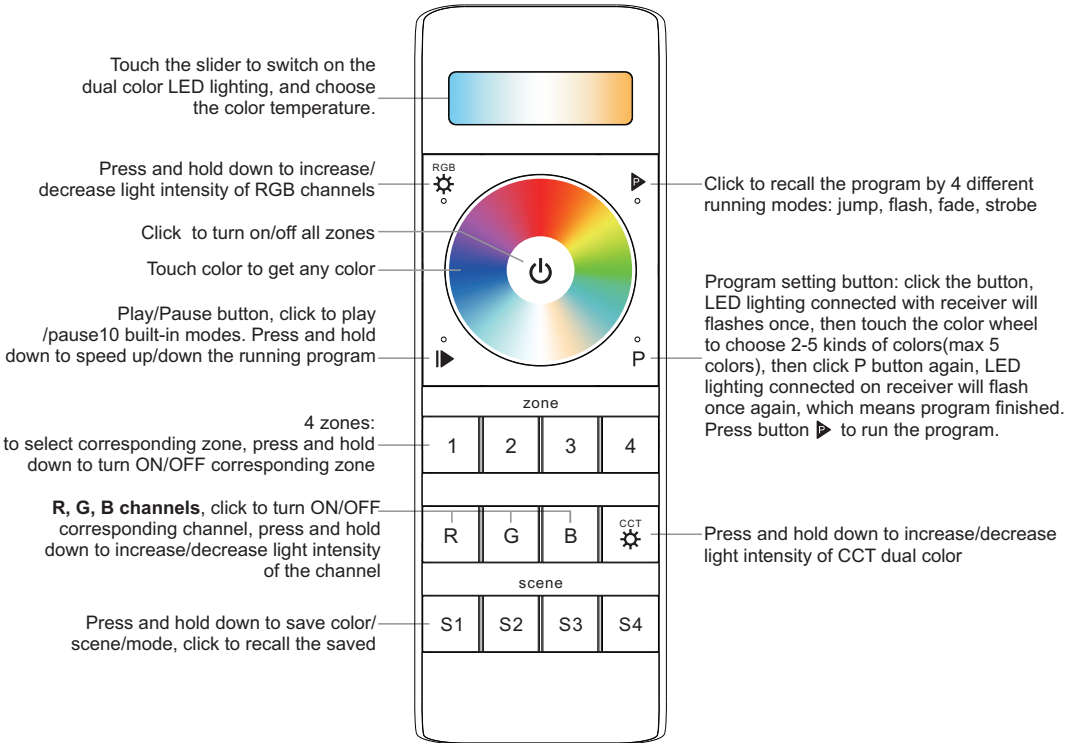 Touch the slider to switch on the
dual color LED lighting, and choose
the color temperature.
Press and hold down to increase/
decrease light intensity of RGB channels
Click  to turn on/off all zones
Touch color to get any color
Play/Pause button, click to play
/pause10 built-in modes. Press and hold
down to speed up/down the running program
4 zones:
to select corresponding zone, press and hold
down to turn ON/OFF corresponding zone
R, G, B channels, click to turn ON/OFF
corresponding channel, press and hold
down to increase/decrease light intensity
of the channel
Press and hold down to save color/
scene/mode, click to recall the saved
RGB
P
P
zone
1 2 3 4
R G B CCT
scene
S1 S2 S3 S4
Click to recall the program by 4 different
running modes: jump, flash, fade, strobe
Program setting button: click the button,
LED lighting connected with receiver will
flashes once, then touch the color wheel
to choose 2-5 kinds of colors(max 5
colors), then click P button again, LED
lighting connected on receiver will flash
once again, which means program finished.
Press button P to run the program.
Press and hold down to increase/decrease
light intensity of CCT dual color